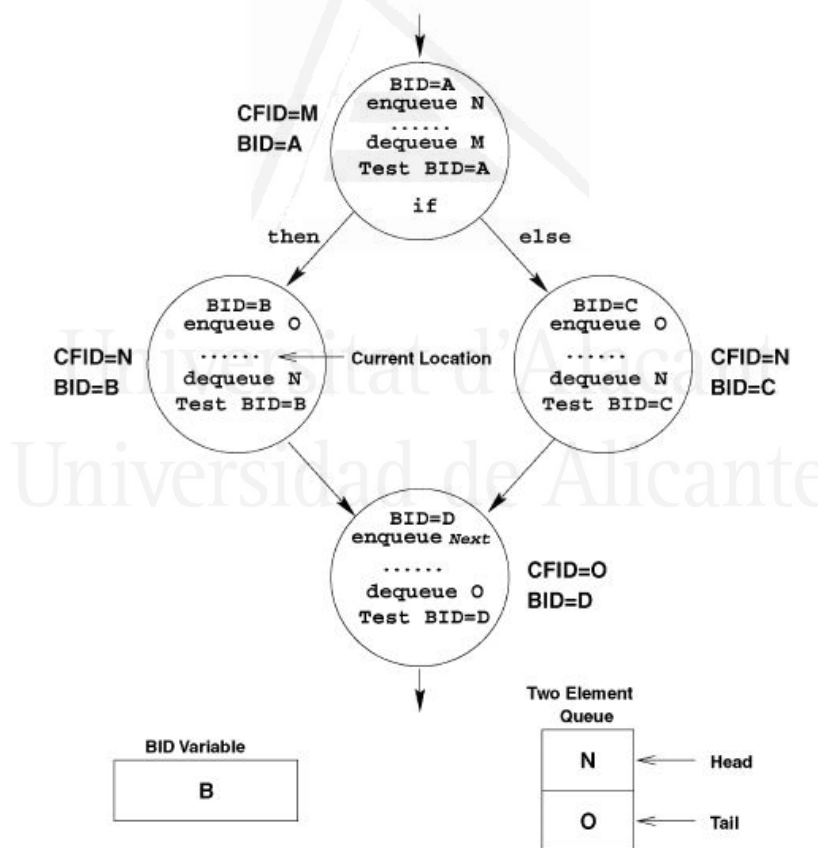 BID=A
enqueue N
......
dequeue M
Test BID=A
if
CFID=M
BID=A
then
else
BID=B
enqueue O
......
dequeue N
Test BID=B
CFID=N
BID=B
Current Location
BID=C
enqueue O
......
dequeue N
Test BID=C
CFID=N
BID=C
Universitat d'Alacant
Universidad de Alicante
BID=D
enqueue Next
......
dequeue O
Test BID=D
CFID=O
BID=D
BID Variable
B
Two Element
Queue
N
Head
O
Tail